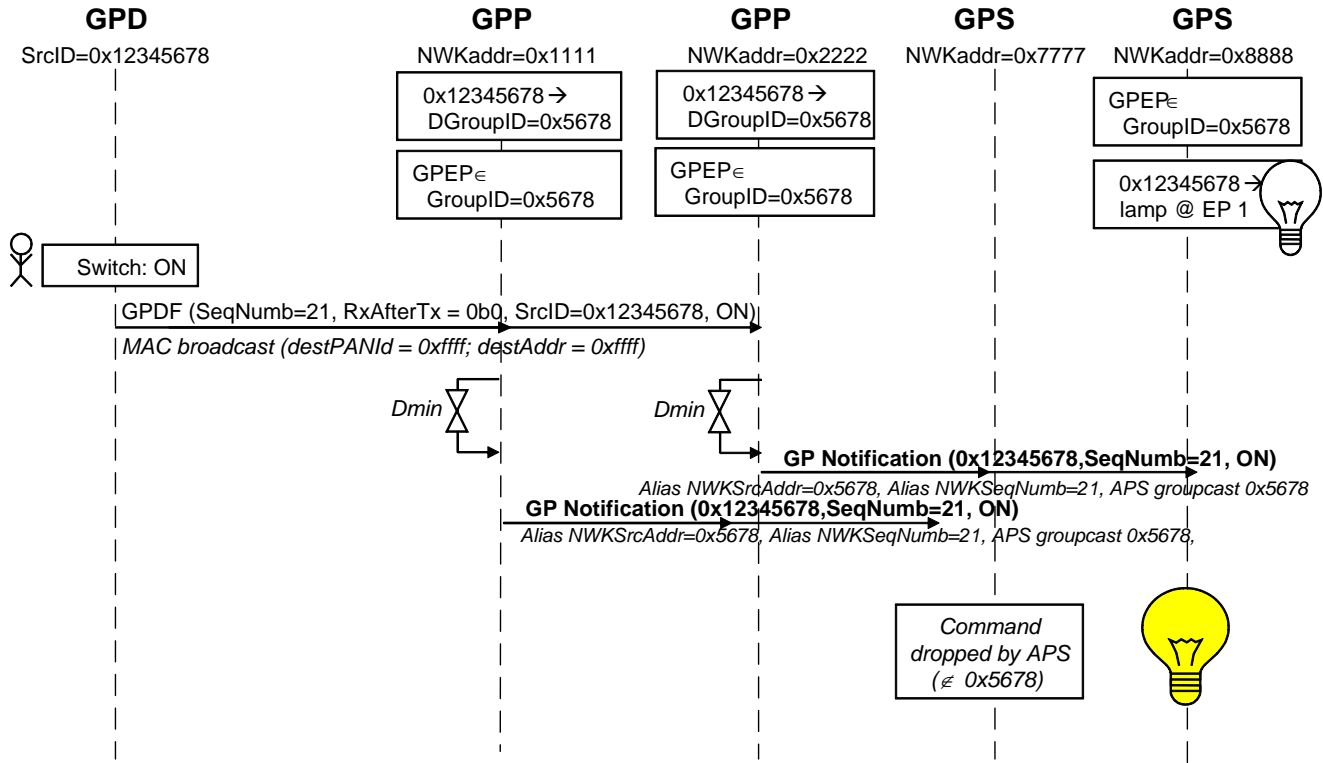 GPD GPP GPP GPS GPS
SrcID=0x12345678 NWKaddr=0x1111 NWKaddr=0x2222 NWKaddr=0x7777 NWKaddr=0x8888
0x12345678→
DGroupID=0x5678
0x12345678→
DGroupID=0x5678
GPEP∈
GroupID=0x5678
GPEP∈
GroupID=0x5678
GPEP∈
GroupID=0x5678
0x12345678→
lamp @ EP 1
Switch: ON
GPDF (SeqNumb=21, RxAfterTx = 0b0, SrcID=0x12345678, ON)
MAC broadcast (destPANId = 0xffff; destAddr = 0xffff)
Dmin
Dmin
GP Notification (0x12345678,SeqNumb=21, ON)
Alias NWKSrcAddr=0x5678, Alias NWKSeqNumb=21, APS groupcast 0x5678
GP Notification (0x12345678,SeqNumb=21, ON)
Alias NWKSrcAddr=0x5678, Alias NWKSeqNumb=21, APS groupcast 0x5678,
Command
dropped by APS
(∉ 0x5678)